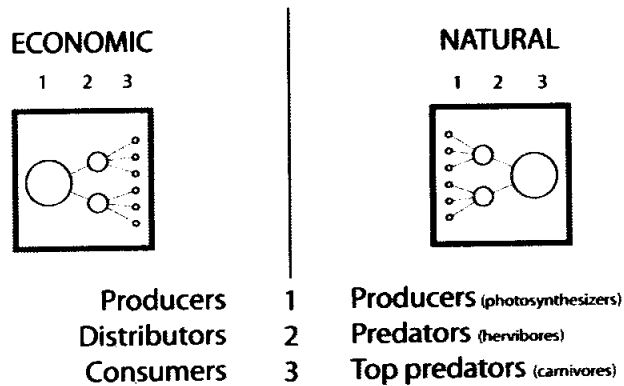 ECONOMIC
1 2 3
NATURAL
1 2 3
Producers 1 Producers (photosynthesizers)
Distributors 2 Predators (hervibores)
Consumers 3 Top predators (carnivores)